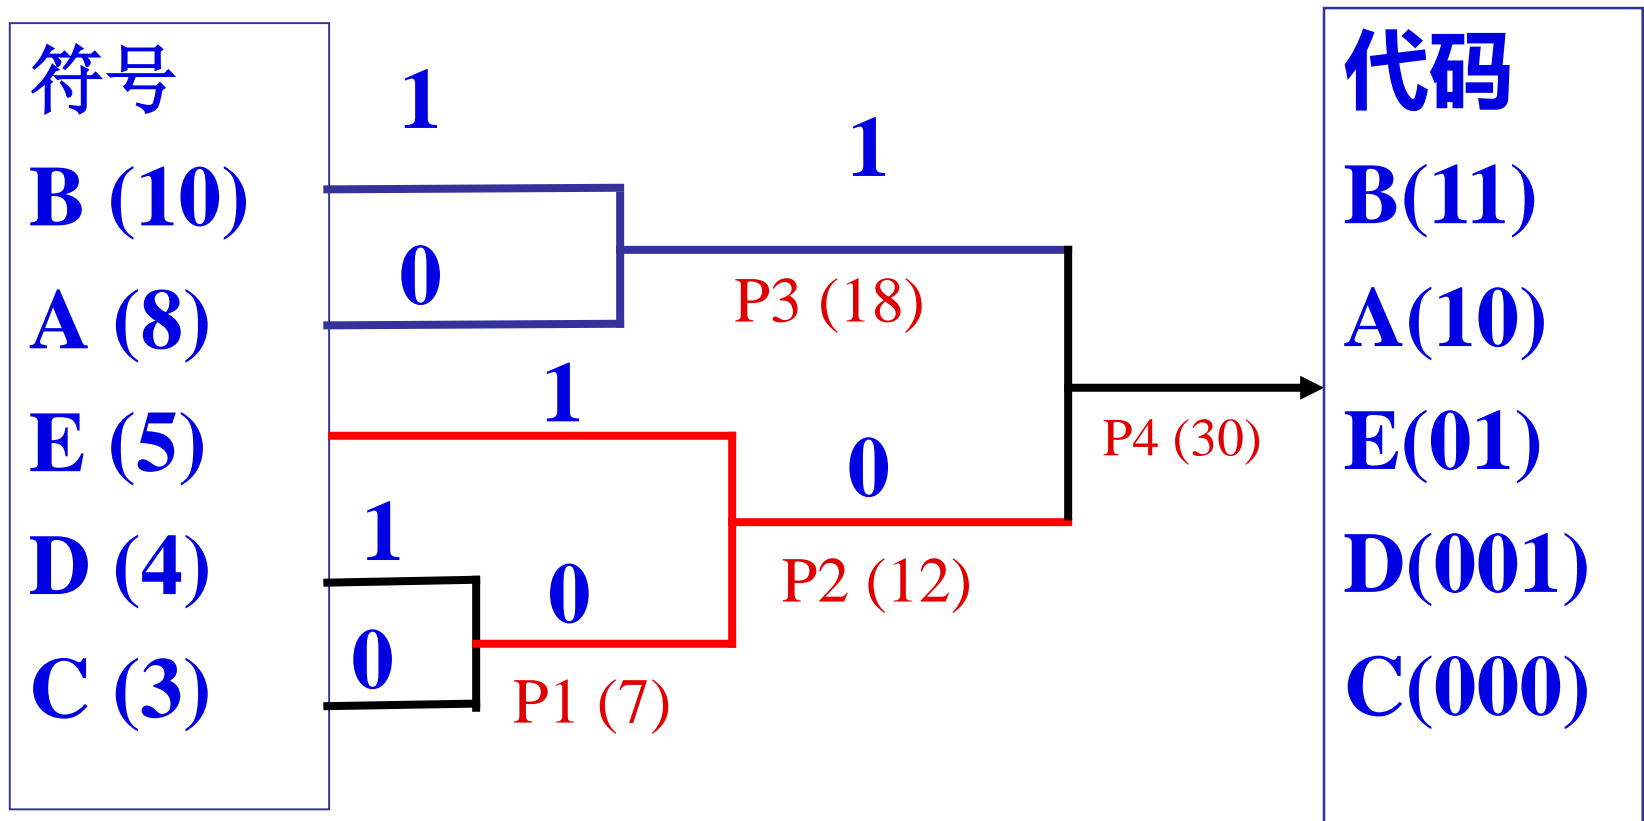 符号
B (10)
A (8)
E (5)
D (4)
C (3)
1
0
1
1
0
0
P1 (7)
1
P3 (18)
0
P2 (12)
P4 (30)
代码
B(11)
A(10)
E(01)
D(001)
C(000)